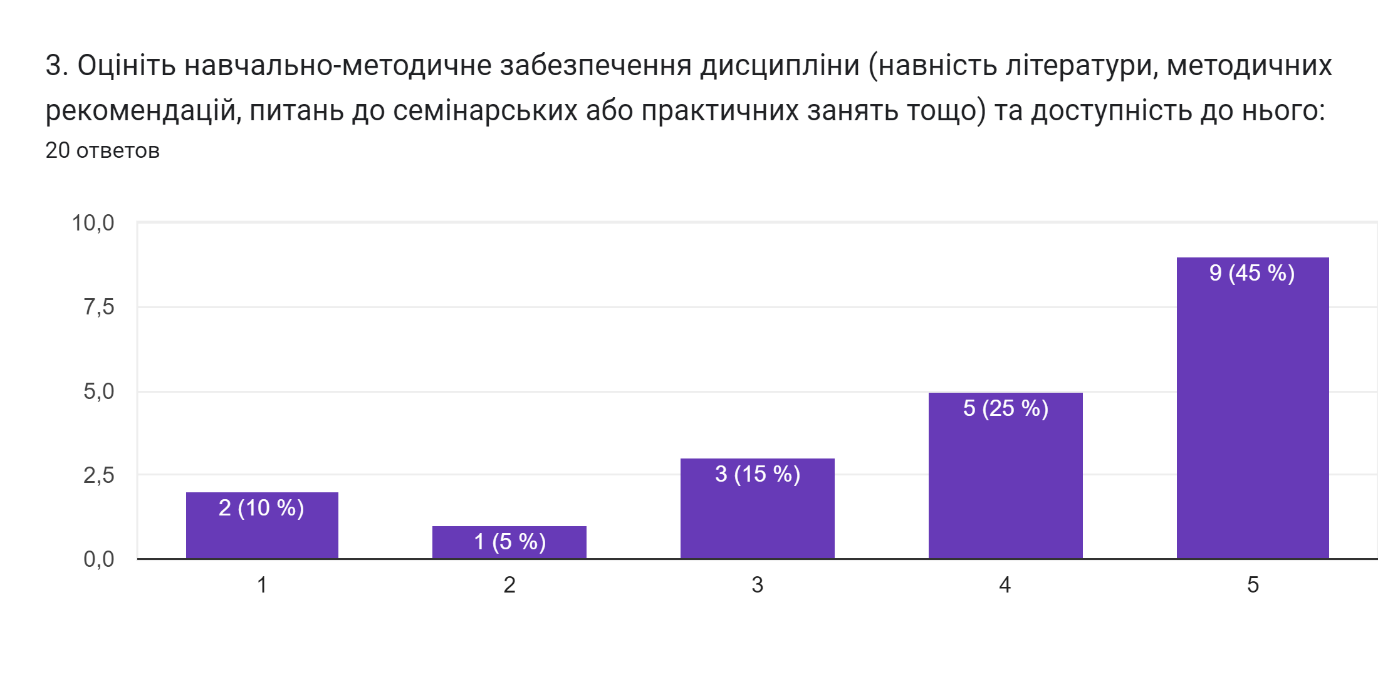 3. Оцініть навчально-методичне забезпечення дисципліни (навність літератури, методичних
рекомендацій, питань до семінарських або практичних занять тощо) та доступність до нього:
20 ответов
10,0
7,5
5,0
2,5
0,0
2 (10 %)
1 (5 %)
3 (15 %)
5 (25 %)
9 (45 %)
1
2
3
4
5